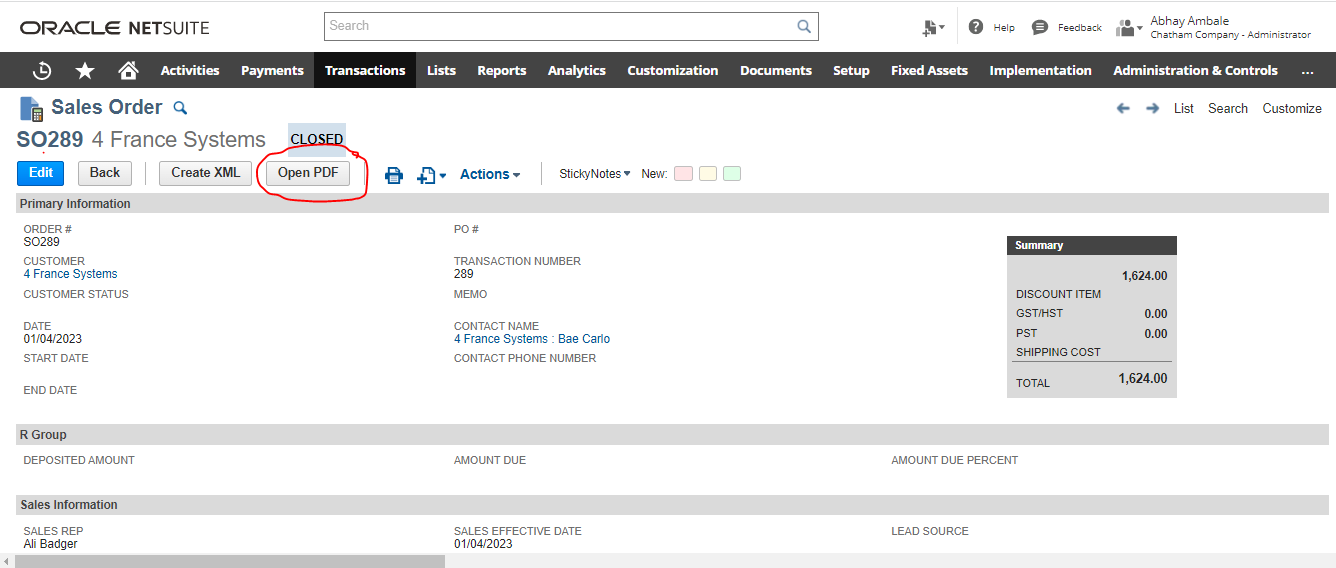 ORACLE NETSUITE
Search
Help
Feedback
Abhay Ambale
Chatham Company - Administrator
Activities Payments Transactions Lists Reports Analytics Customization Documents Setup Fixed Assets Implementation Administration & Controls ...
Sales Order
List Search Customize
SO289 4 France Systems CLOSED
Edit Back Create XML Open PDF Actions StickyNotes New:
Primary Information
ORDER #
SO289
CUSTOMER
4 France Systems
CUSTOMER STATUS
DATE
01/04/2023
START DATE
END DATE
PO #
TRANSACTION NUMBER
289
MEMO
CONTACT NAME
4 France Systems : Bae Carlo
CONTACT PHONE NUMBER
Summary
1,624.00
DISCOUNT ITEM
GST/HST 0.00
PST 0.00
SHIPPING COST
TOTAL 1,624.00
R Group
DEPOSITED AMOUNT AMOUNT DUE AMOUNT DUE PERCENT
Sales Information
SALES REP
Ali Badger
SALES EFFECTIVE DATE
01/04/2023
LEAD SOURCE